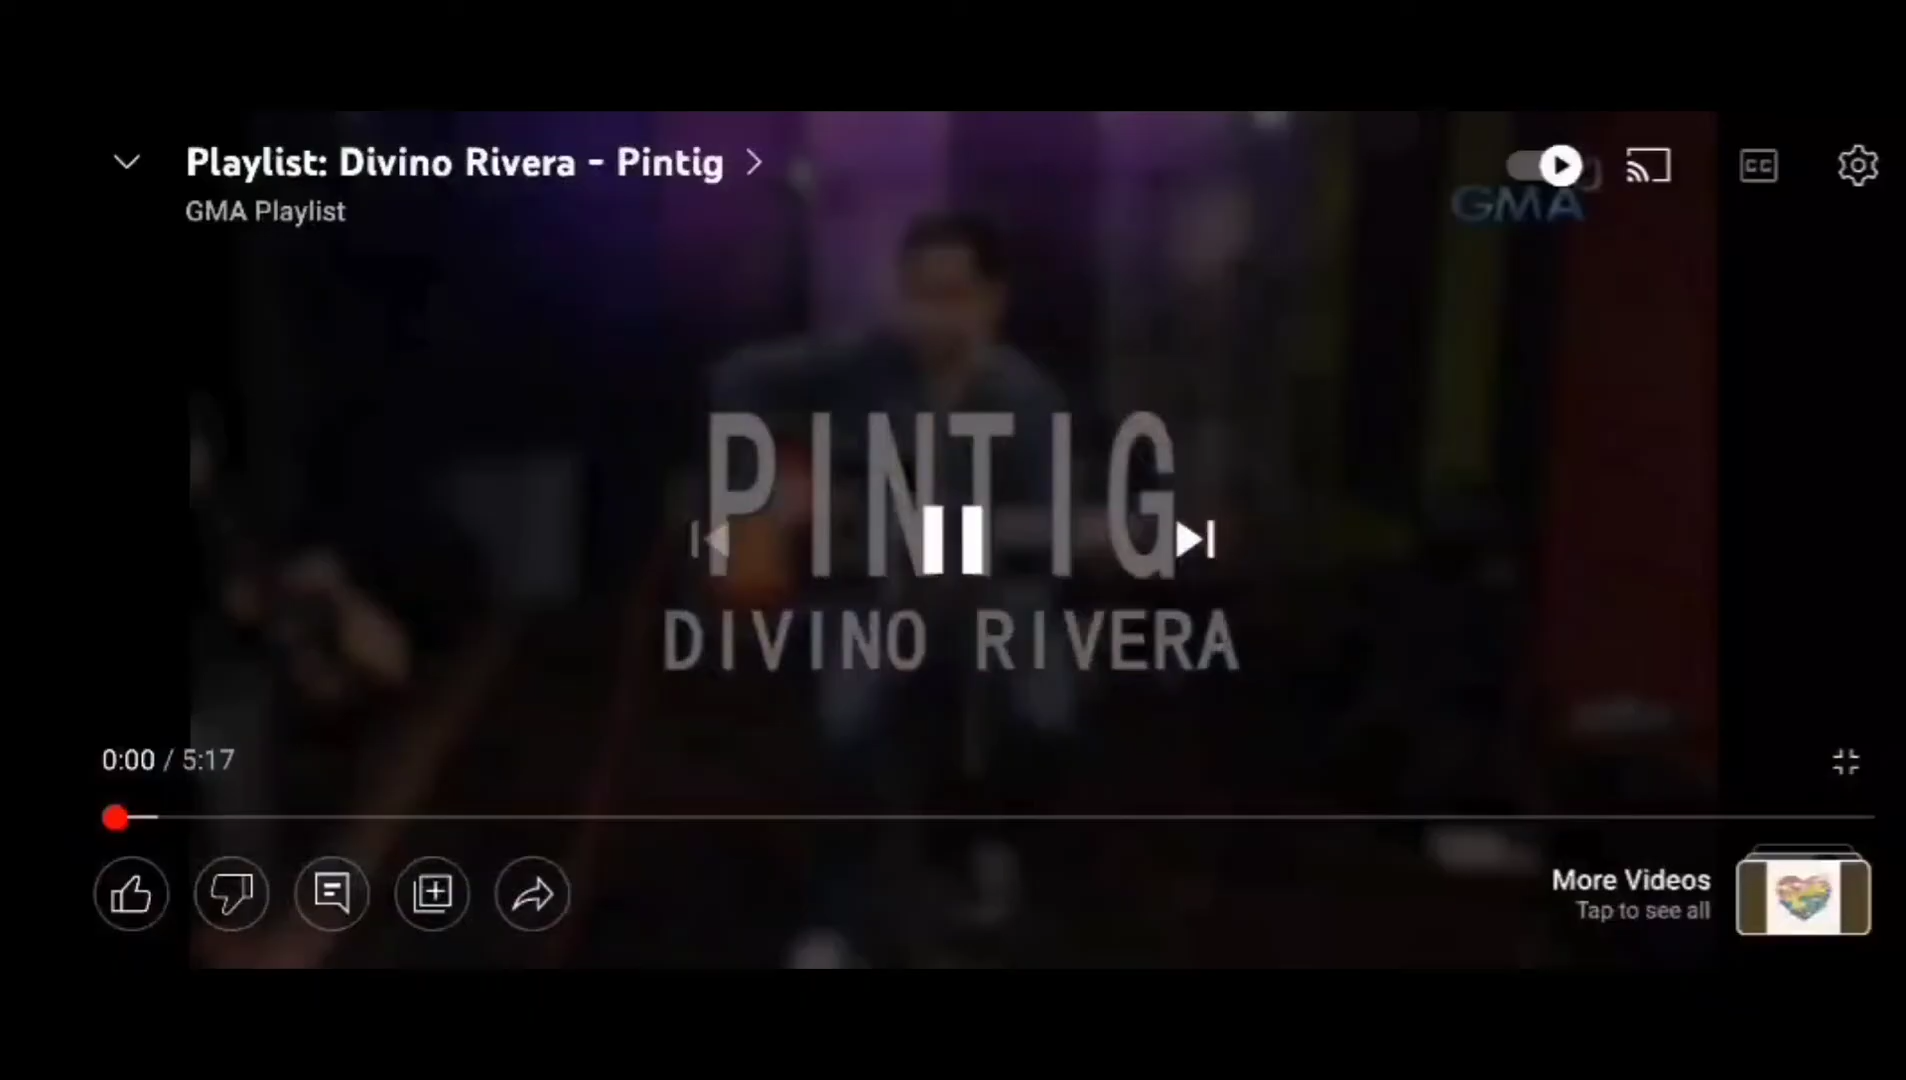 Playlist: Divino Rivera - Pintig
GMA Playlist
CC
GMA
PINTIG
DIVINO RIVERA
0:00 / 5:17
More Videos
Tap to see all